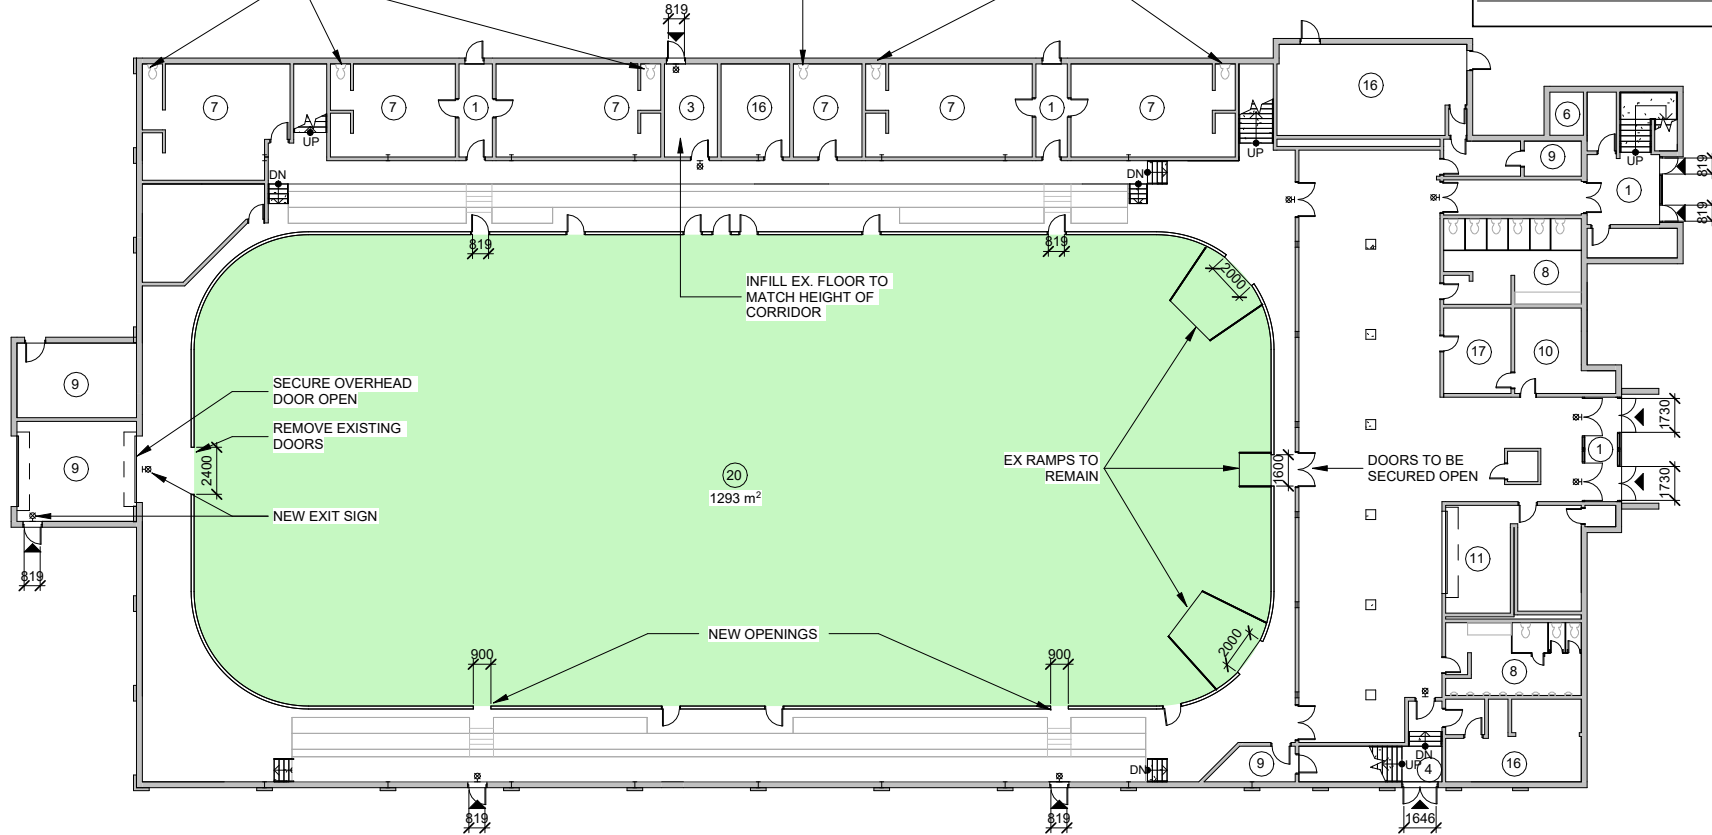 819
7
7
1
7
3
16
7
7
1
7
16
6
UP
UP
UP
9
1
819
819
DN
DN
819
819
2000
8
INFILL EX. FLOOR TO
MATCH HEIGHT OF
CORRIDOR
17
10
9
SECURE OVERHEAD
DOOR OPEN
REMOVE EXISTING
DOORS
1730
9
2400
20
1293 m²
EX RAMPS TO
REMAIN
1600
DOORS TO BE
SECURED OPEN
1
1730
NEW EXIT SIGN
11
819
NEW OPENINGS
900
900
2000
8
DN
DN
UP
4
9
16
819
819
1646